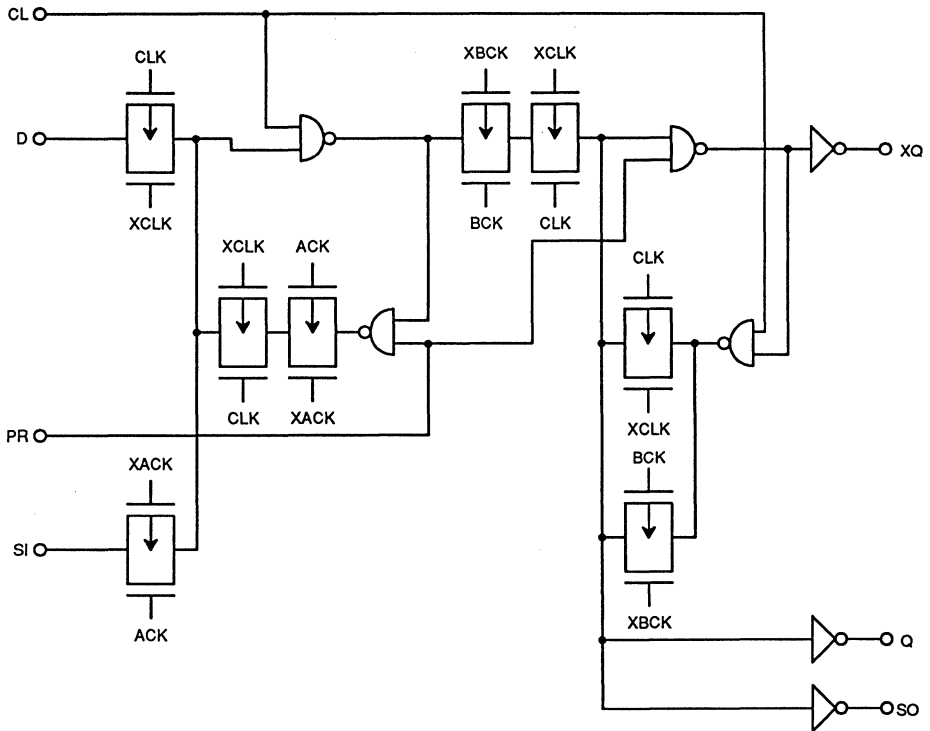 CL
CLK
XBCK
XCLK
D
XQ
XCLK
BCK
CLK
XCLK
ACK
CLK
CLK
XACK
XCLK
PR
BCK
XACK
SI
XBCK
ACK
Q
SO